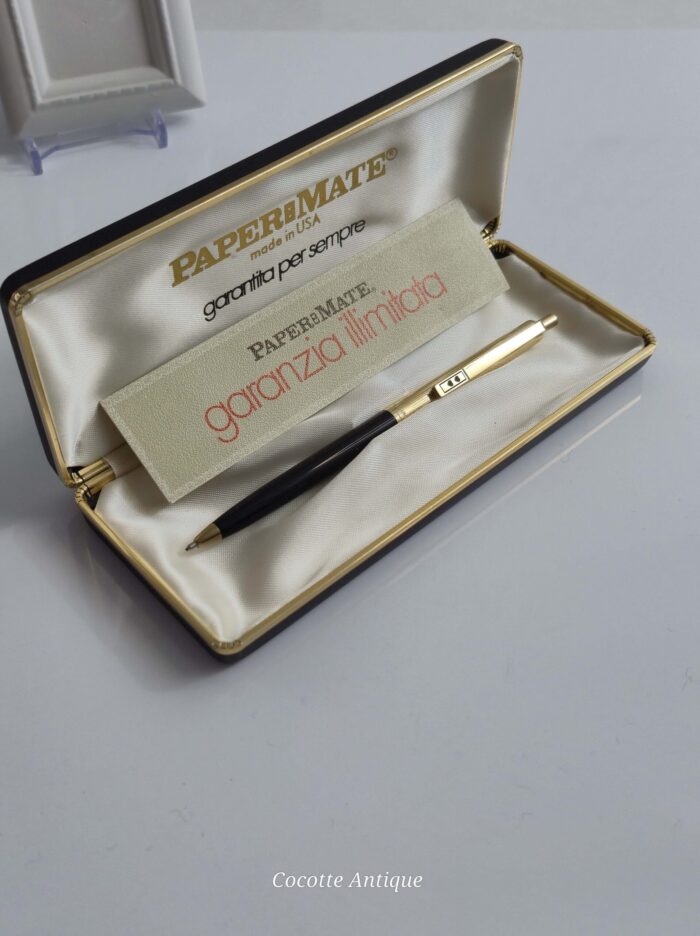 PAPER MATE®
made in USA
garantita per sempre
PAPER MATE®
garanzia illimitata
Cocotte Antique